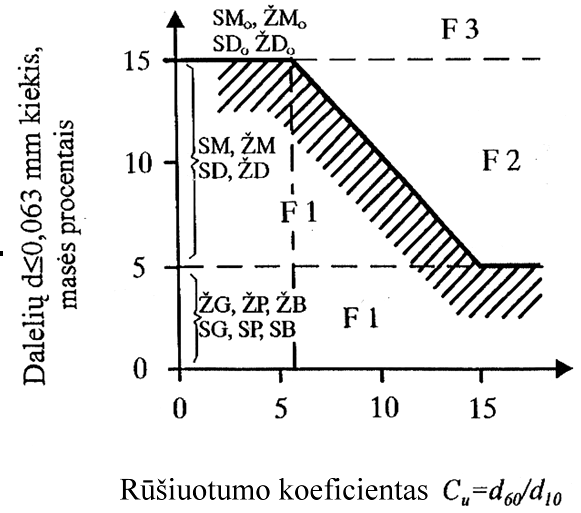 Dalelių d≤0,063 mm kiekis,
masės procentais
SMₒ, ŽMₒ
SDₒ ŽDₒ
F 3
15
SM, ŽM
SD, ŽD
10
F 2
F 1
5
ŽG, ŽP, ŽB
SG, SP, SB
F 1
0
0 5 10 15
Rūšiuotumo koeficientas Cᵤ=d₆₀/d₁₀